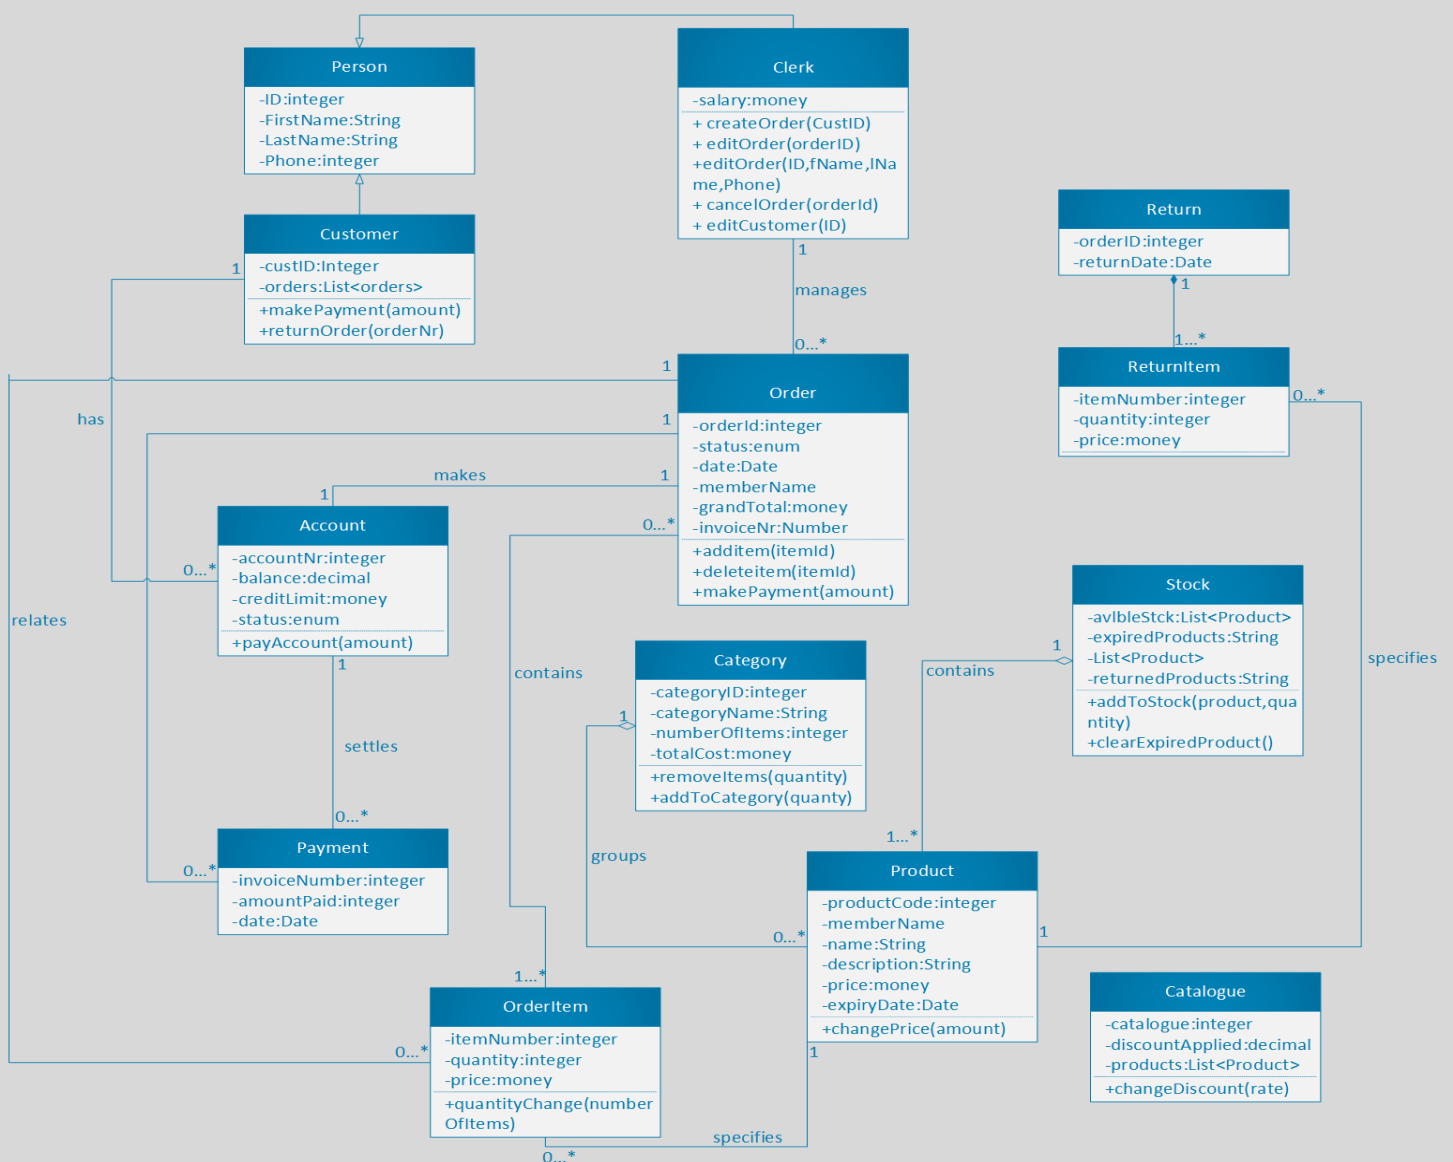 Person
-ID:integer
-FirstName:String
-LastName:String
-Phone:integer
Clerk
-salary:money
+ createOrder(CustID)
+ editOrder(orderID)
+editOrder(ID,fName,lNa
me,Phone)
+ cancelOrder(orderId)
+ editCustomer(ID)
Return
-orderID:integer
-returnDate:Date
1
1...*
Customer
-custID:Integer
-orders:List<orders>
+makePayment(amount)
+returnOrder(orderNr)
1
has
0...*
1
manages
0...*
ReturnItem
-itemNumber:integer
-quantity:integer
-price:money
0...*
specifies
1
Order
-orderId:integer
-status:enum
-date:Date
-memberName
-grandTotal:money
-invoiceNr:Number
+additem(itemId)
+deleteitem(itemId)
+makePayment(amount)
1
relates
0...*
1
0...*
1
makes
1
0...*
contains
1...*
Account
-accountNr:integer
-balance:decimal
-creditLimit:money
-status:enum
+payAccount(amount)
1
settles
0...*
Stock
-avlbleStck:List<Product>
-expiredProducts:String
-List<Product>
-returnedProducts:String
+addToStock(product,qua
ntity)
+clearExpiredProduct()
1
contains
1...*
Category
-categoryID:integer
-categoryName:String
-numberOfItems:integer
-totalCost:money
+removeItems(quantity)
+addToCategory(quanty)
1
groups
0...*
Payment
-invoiceNumber:integer
-amountPaid:integer
-date:Date
Product
-productCode:integer
-memberName
-name:String
-description:String
-price:money
-expiryDate:Date
+changePrice(amount)
1
specifies
0...*
OrderItem
-itemNumber:integer
-quantity:integer
-price:money
+quantityChange(number
OfItems)
Catalogue
-catalogue:integer
-discountApplied:decimal
-products:List<Product>
+changeDiscount(rate)